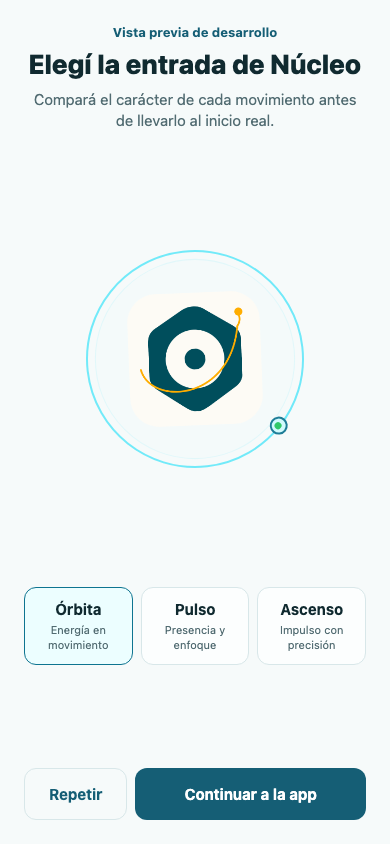 Vista previa de desarrollo
Elegí la entrada de Núcleo
Compará el carácter de cada movimiento antes
de llevarlo al inicio real.
Órbita
Energía en
movimiento
Pulso
Presencia y
enfoque
Ascenso
Impulso con
precisión
Repetir
Continuar a la app